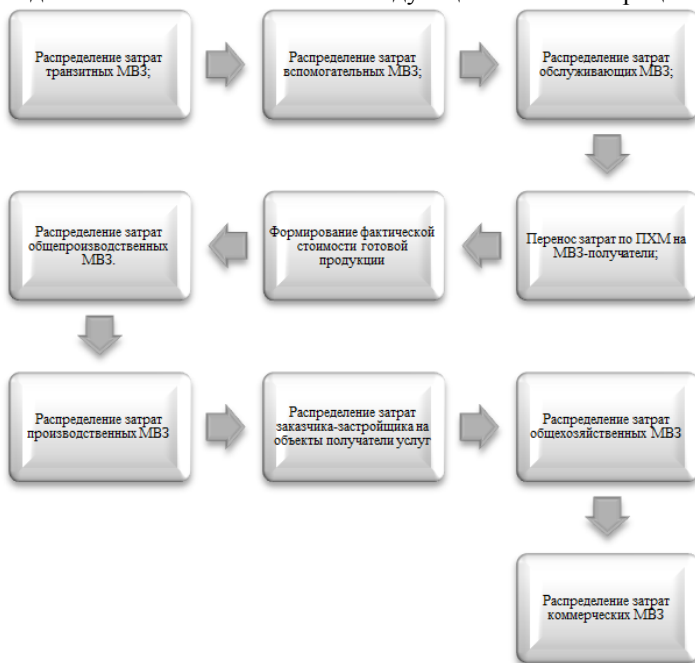 Распределение затрат
транзитных МВЗ;
Распределение затрат
вспомогательных МВЗ;
Распределение затрат
обслуживающих МВЗ;
Перенос затрат по ПХМ на
МВЗ-получатели;
Формирование фактической
стоимости готовой
продукции
Распределение затрат
общепроизводственных
МВЗ.
Распределение затрат
производственных МВЗ
Распределение затрат
заказчика-застройщика на
объекты получатели услуг
Распределение затрат
общехозяйственных МВЗ
Распределение затрат
коммерческих МВЗ